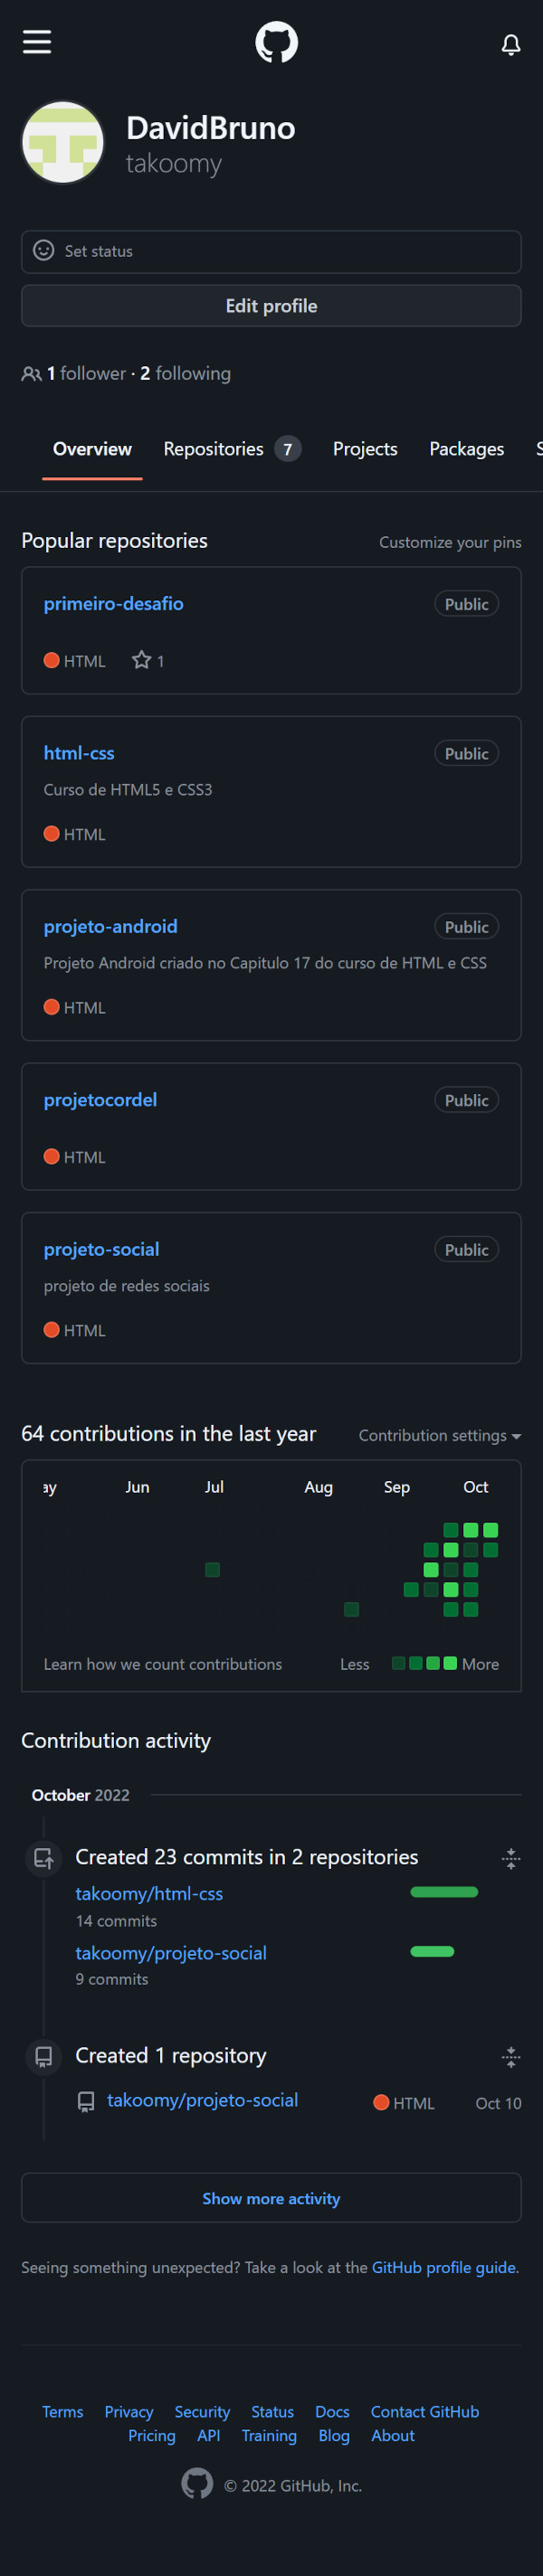 DavidBruno
takoomy
Set status
Edit profile
1 follower · 2 following
Overview Repositories 7 Projects Packages S
Popular repositories Customize your pins
primeiro-desafio Public
HTML 1
html-css Public
Curso de HTML5 e CSS3
HTML
projeto-android Public
Projeto Android criado no Capitulo 17 do curso de HTML e CSS
HTML
projetocordel Public
HTML
projeto-social Public
projeto de redes sociais
HTML
64 contributions in the last year Contribution settings
ay Jun Jul Aug Sep Oct
Learn how we count contributions Less More
Contribution activity
October 2022
Created 23 commits in 2 repositories
takoomy/html-css
14 commits
takoomy/projeto-social
9 commits
Created 1 repository
takoomy/projeto-social HTML Oct 10
Show more activity
Seeing something unexpected? Take a look at the GitHub profile guide.
Terms Privacy Security Status Docs Contact GitHub
Pricing API Training Blog About
© 2022 GitHub, Inc.